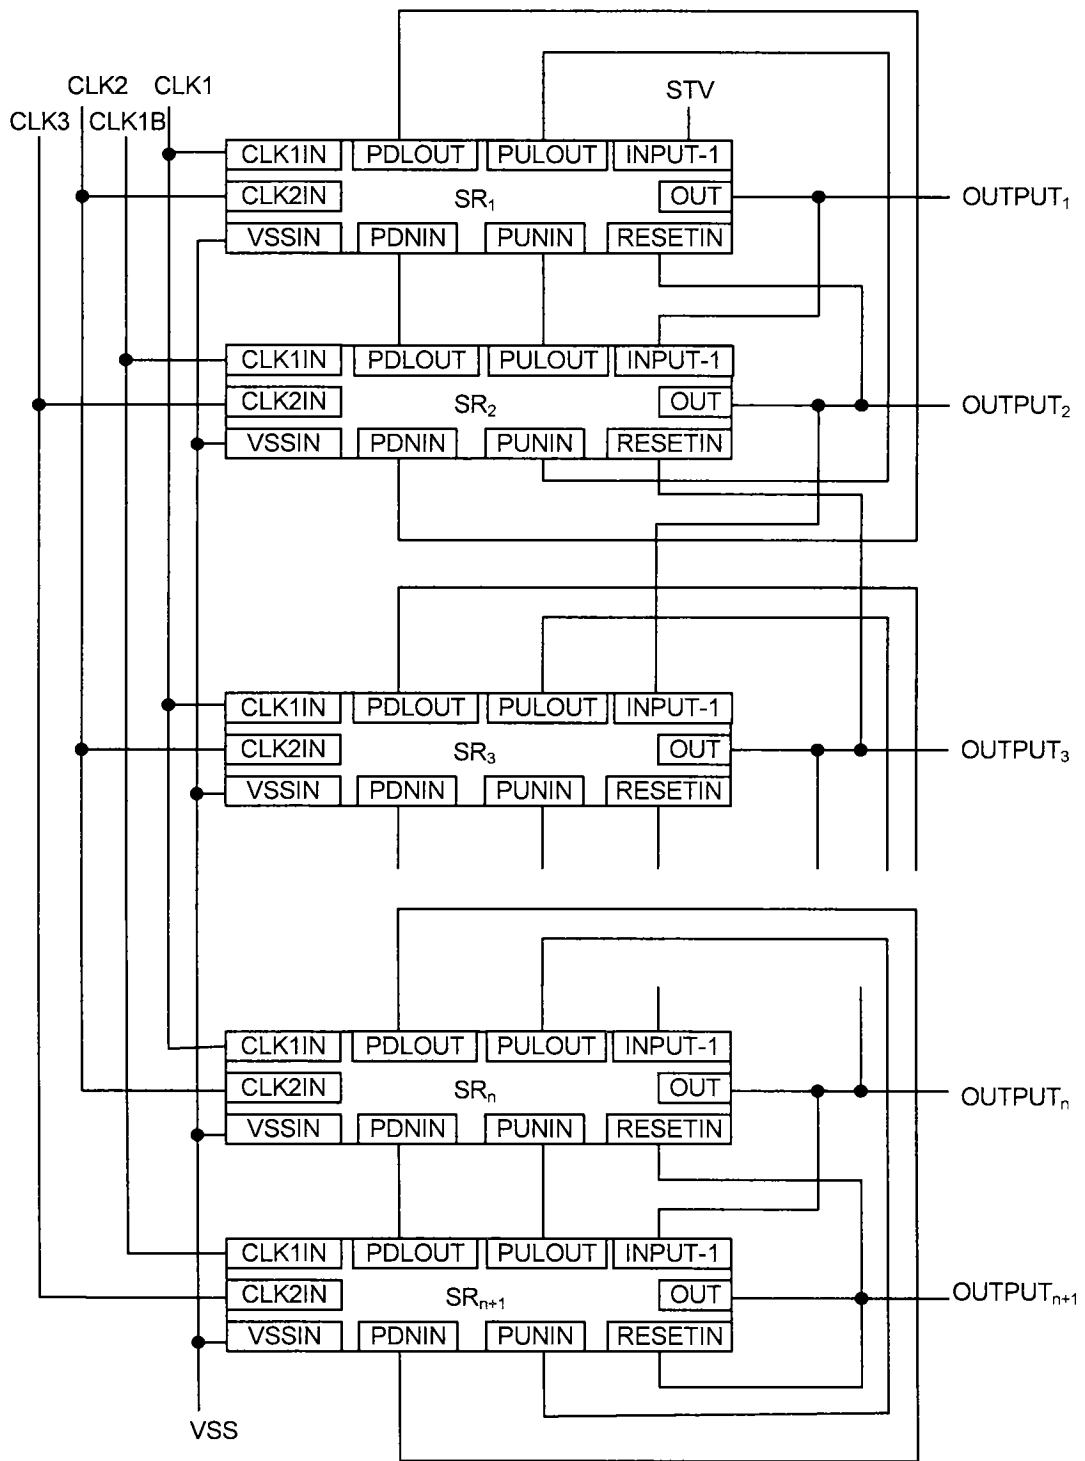 CLK2 CLK1 STV
CLK3 CLK1B
CLK1IN PDLOUT PULOUT INPUT-1
CLK2IN SR₁ OUT OUTPUT₁
VSSIN PDNIN PUNIN RESETIN
CLK1IN PDLOUT PULOUT INPUT-1
CLK2IN SR₂ OUT OUTPUT₂
VSSIN PDNIN PUNIN RESETIN
CLK1IN PDLOUT PULOUT INPUT-1
CLK2IN SR₃ OUT OUTPUT₃
VSSIN PDNIN PUNIN RESETIN
CLK1IN PDLOUT PULOUT INPUT-1
CLK2IN SRₙ OUT OUTPUTₙ
VSSIN PDNIN PUNIN RESETIN
CLK1IN PDLOUT PULOUT INPUT-1
CLK2IN SRₙ₊₁ OUT OUTPUTₙ₊₁
VSSIN PDNIN PUNIN RESETIN
VSS